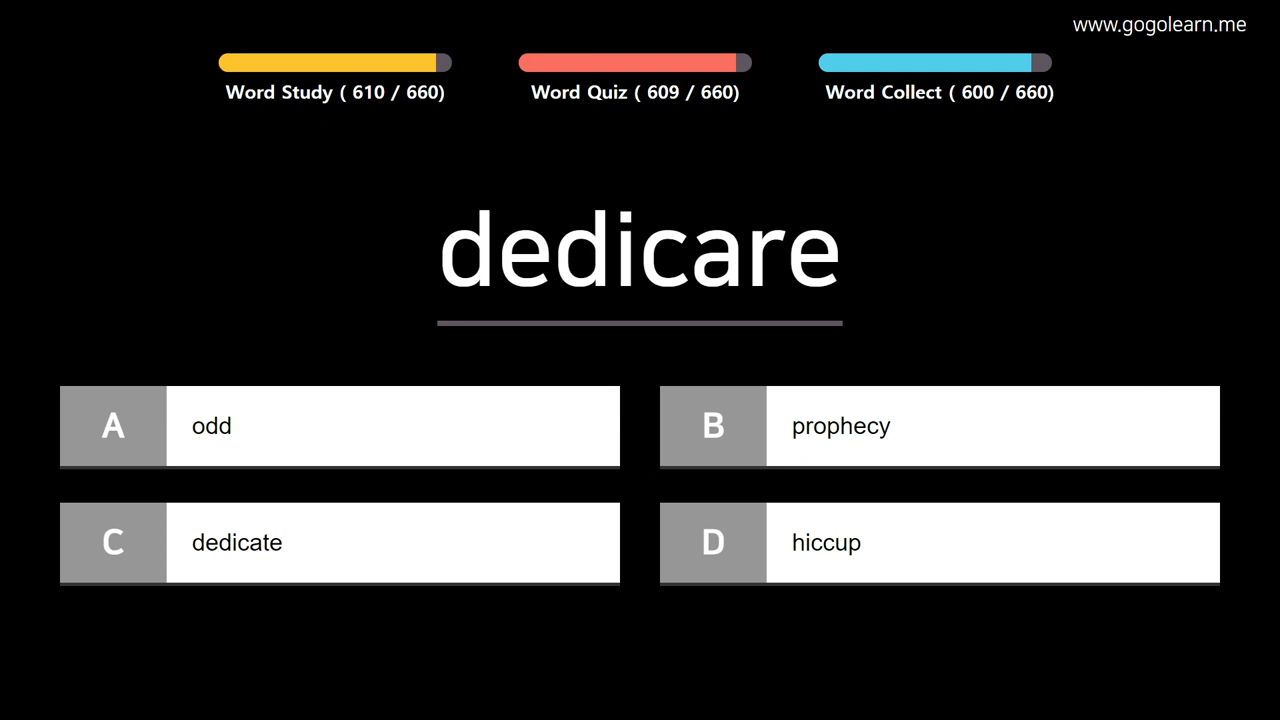 www.gogolearn.me
Word Study ( 610 / 660)
Word Quiz ( 609 / 660)
Word Collect ( 600 / 660)
dedicare
A odd
B prophecy
C dedicate
D hiccup